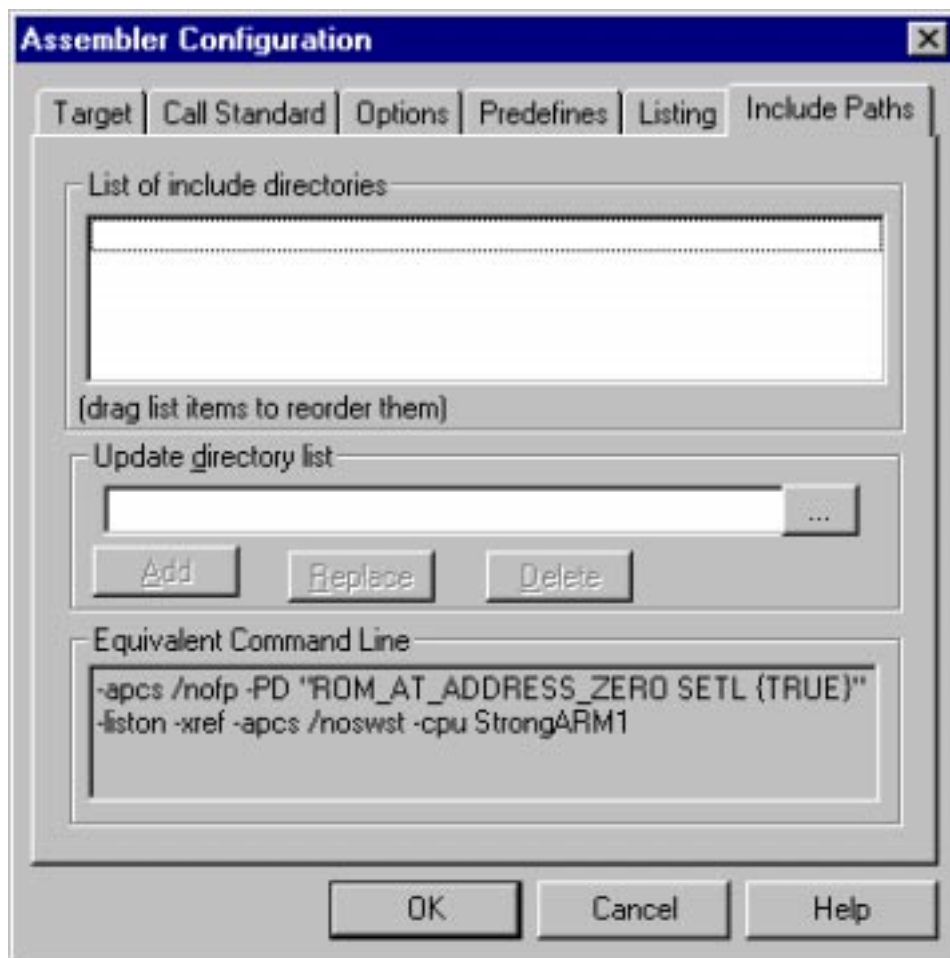 Assembler Configuration
Target Call Standard Options Predefines Listing Include Paths
List of include directories
(drag list items to reorder them)
Update directory list
...
Add Replace Delete
Equivalent Command Line
-apcs /nofp -PD "ROM_AT_ADDRESS_ZERO SETL {TRUE}"
-liston -xref -apcs /noswst -cpu StrongARM1
OK Cancel Help